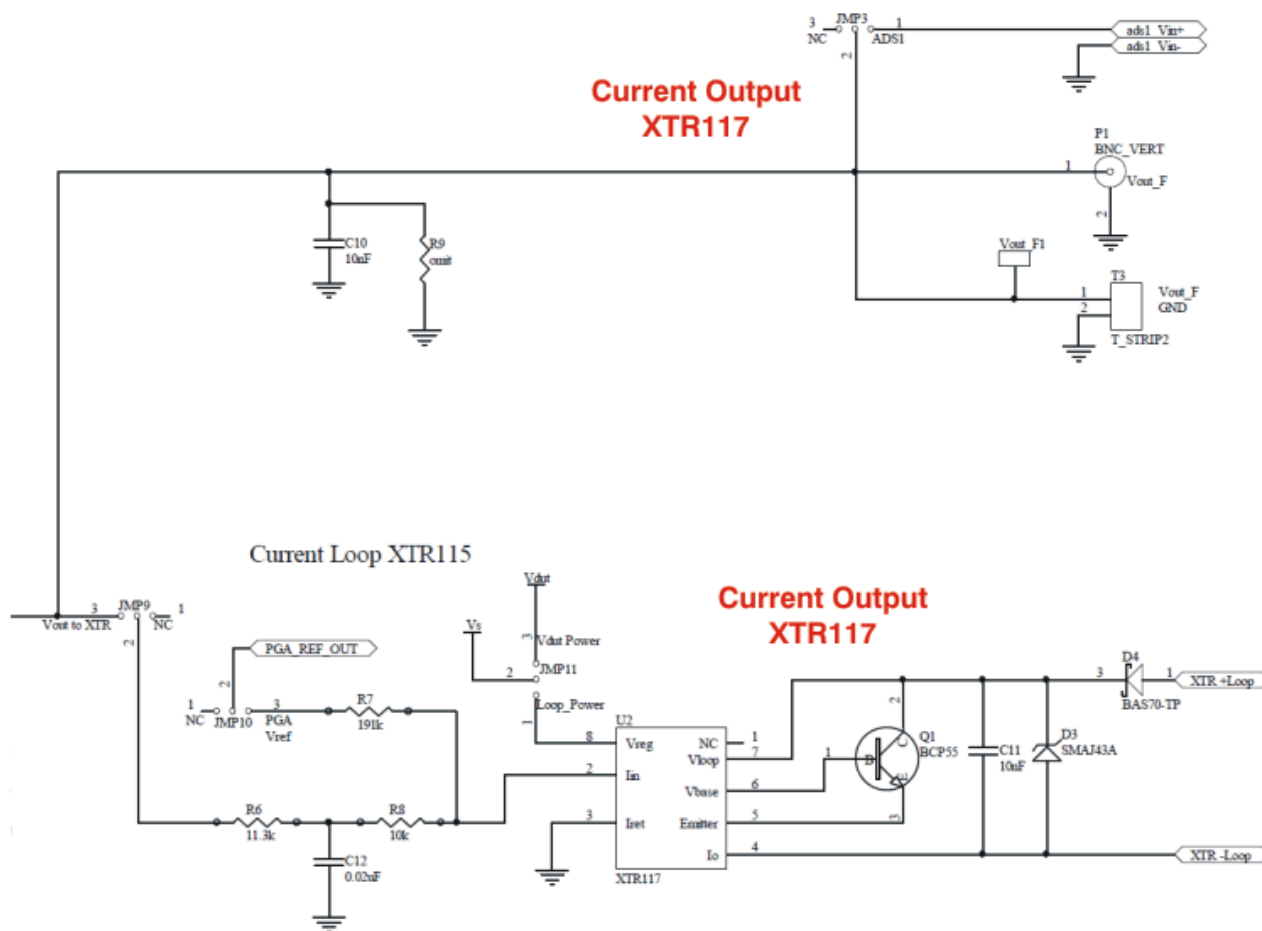 3
JMP3
1
NC
ADS1
2
ads1_Vin+
ads1_Vin-
Current Output
XTR117
P1
BNC_VERT
1
Vout_F
2
C10
10nF
R9
omit
Vout_F1
T3
1
2
Vout_F
GND
T_STRIP2
Current Loop XTR115
Current Output
XTR117
3
JMP9
1
Vout to XTR
NC
2
PGA_REF_OUT
2
1
NC
JMP10
3
PGA
Vref
R7
191k
Vdut
Vs
3
Vdut Power
2
JMP11
Loop_Power
1
U2
8
Vreg
NC
1
Vloop
7
2
Iin
Vbase
6
3
Iret
Emitter
5
Io
4
XTR117
R6
11.3k
R8
10k
C12
0.02uF
2
C
Q1
BCP55
1
B
E
3
C11
10nF
D3
SMAJ43A
3
D4
1
BAS70-TP
XTR +Loop
XTR -Loop